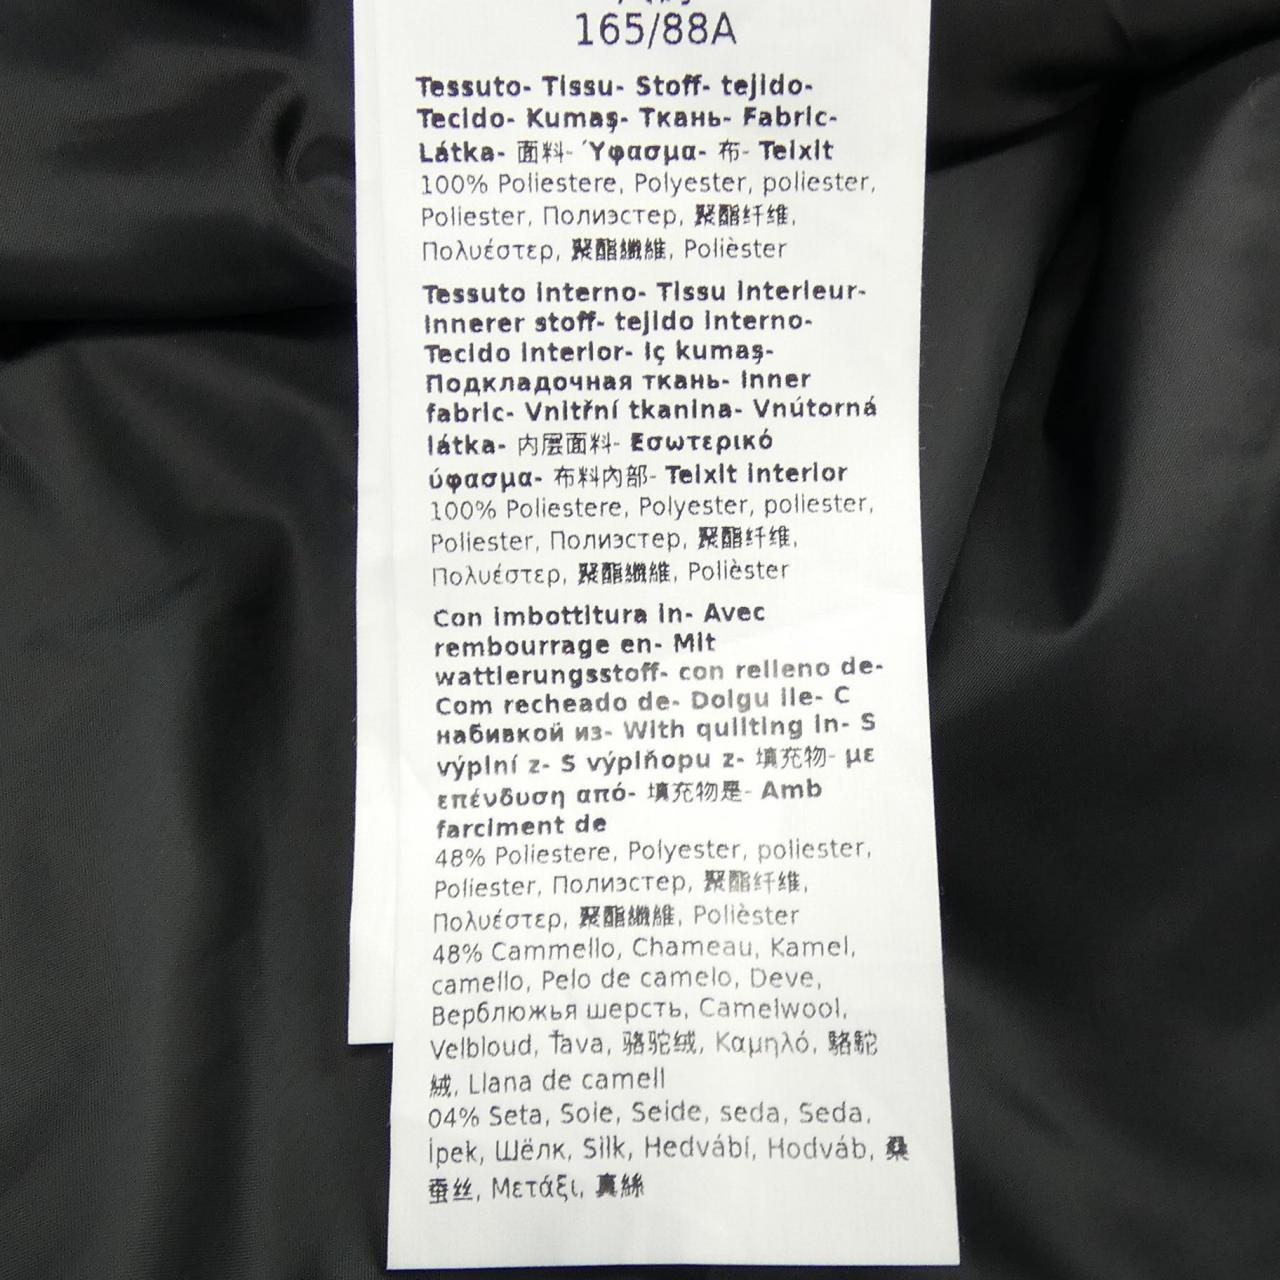 165/88A
Tessuto- Tissu- Stoff- tejido-
Tecido- Kumaş- Ткань- Fabric-
Látka- 面料- Ύφασμα- 布- Teixit
100% Poliestere, Polyester, poliester,
Poliester, Полиэстер, 聚酯纤维,
Πολυέστερ, 聚酯纖維, Polièster
Tessuto interno- Tissu interieur-
Innerer stoff- tejido interno-
Tecido interior- Iç kumaş-
Подкладочная ткань- Inner
fabric- Vnitřní tkanina- Vnútorná
látka- 内层面料- Εσωτερικό
ύφασμα- 布料內部- Teixit interior
100% Poliestere, Polyester, poliester,
Poliester, Полиэстер, 聚酯纤维,
Πολυέστερ, 聚酯纖維, Polièster
Con imbottitura in- Avec
rembourrage en- Mit
wattierungsstoff- con relleno de-
Com recheado de- Dolgu ile- С
набивкой из- With quilting in- S
výplní z- S výplňopu z- 填充物- με
επένδυση από- 填充物是- Amb
farciment de
48% Poliestere, Polyester, poliester,
Poliester, Полиэстер, 聚酯纤维,
Πολυέστερ, 聚酯纖維, Polièster
48% Cammello, Chameau, Kamel,
camello, Pelo de camelo, Deve,
Верблюжья шерсть, Camelwool,
Velbloud, Ťava, 骆驼绒, Καμηλό, 駱駝
絨, Llana de camell
04% Seta, Soie, Seide, seda, Seda,
İpek, Шёлк, Silk, Hedvábí, Hodváb, 桑
蚕丝, Μετάξι, 真絲